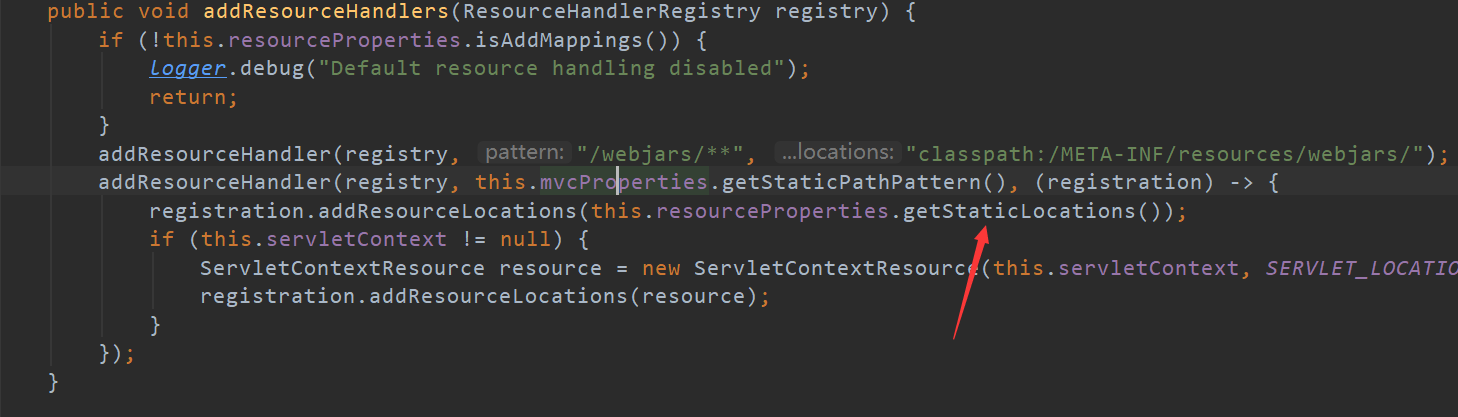 public void addResourceHandlers(ResourceHandlerRegistry registry) {
if (!this.resourceProperties.isAddMappings()) {
logger.debug("Default resource handling disabled");
return;
}
addResourceHandler(registry, pattern: "/webjars/**", ...locations: "classpath:/META-INF/resources/webjars/");
addResourceHandler(registry, this.mvcProperties.getStaticPathPattern(), (registration) -> {
registration.addResourceLocations(this.resourceProperties.getStaticLocations());
if (this.servletContext != null) {
ServletContextResource resource = new ServletContextResource(this.servletContext, SERVLET_LOCATIO
registration.addResourceLocations(resource);
}
});
}